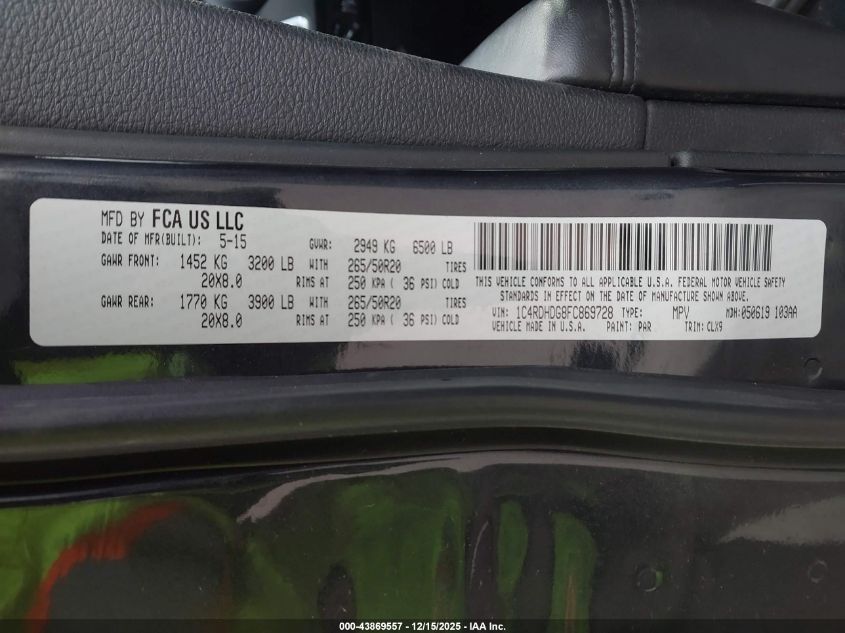 MFD BY FCA US LLC
DATE OF MFR(BUILT): 5-15 GVWR: 2949 KG 6500 LB
GAWR FRONT: 1452 KG 3200 LB WITH 265/50R20 TIRES
20X8.0 RIMS AT 250 KPA ( 36 PSI) COLD
GAWR REAR: 1770 KG 3900 LB WITH 265/50R20 TIRES
20X8.0 RIMS AT 250 KPA ( 36 PSI) COLD
THIS VEHICLE CONFORMS TO ALL APPLICABLE U.S.A. FEDERAL MOTOR VEHICLE SAFETY
STANDARDS IN EFFECT ON THE DATE OF MANUFACTURE SHOWN ABOVE.
VIN: 1C4RDHDG8FC869728 TYPE: MPV MDH: 050619 103AA
VEHICLE MADE IN U.S.A. PAINT: PAR TRIM: CLX9
000-43869557 - 12/15/2025 - IAA Inc.